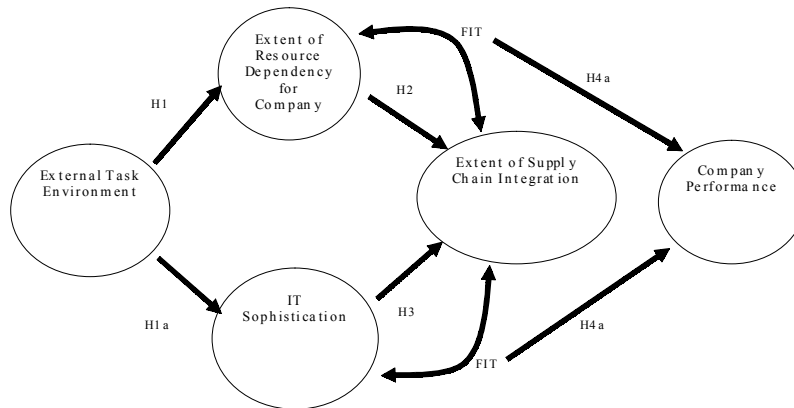 Extent of
Resource
Dependency
for
Company
FIT
H4a
H1
H2
External Task
Environment
Extent of Supply
Chain Integration
Company
Performance
IT
Sophistication
H1a
H3
H4a
FIT